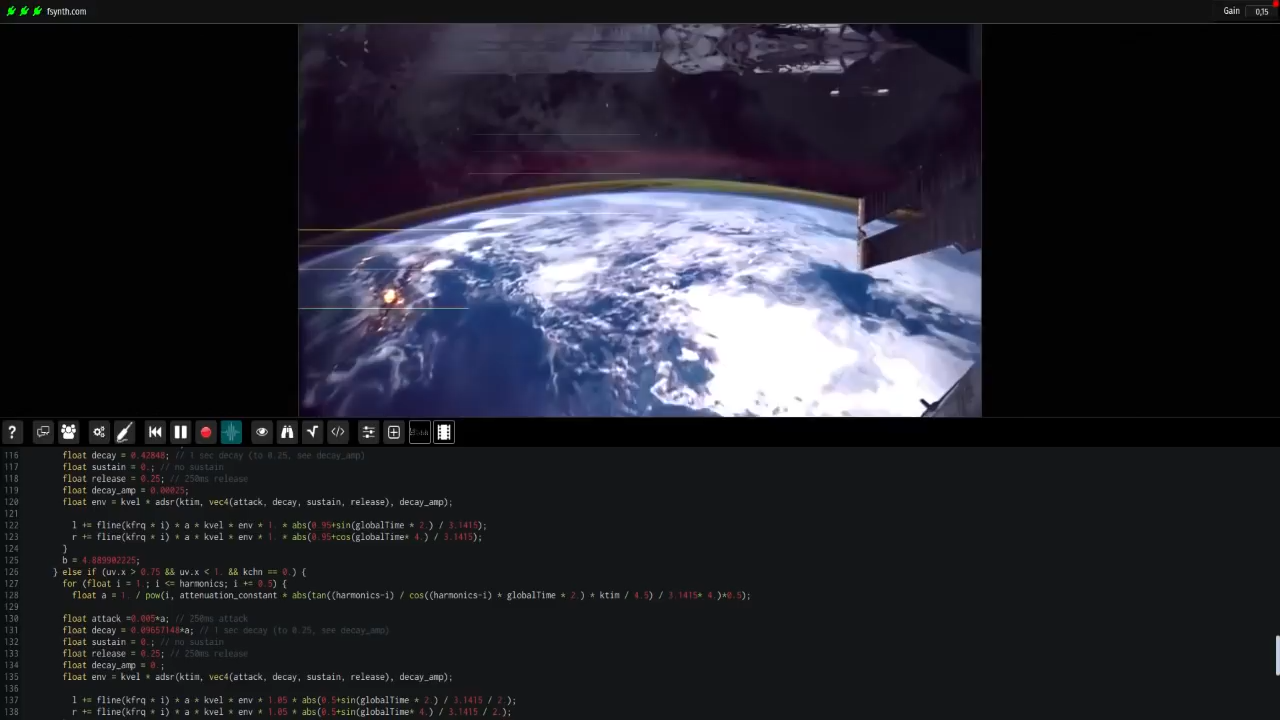 fsynth.com
Gain 0,15
?
116 float decay = 0.42848; // 1 sec decay (to 0.25, see decay_amp)
117 float sustain = 0.; // no sustain
118 float release = 0.25; // 250ms release
119 float decay_amp = 0.00025;
120 float env = kvel * adsr(ktim, vec4(attack, decay, sustain, release), decay_amp);
121
122 l += fline(kfrq * i) * a * kvel * env * 1. * abs(0.95+sin(globalTime * 2.) / 3.1415);
123 r += fline(kfrq * i) * a * kvel * env * 1. * abs(0.95+cos(globalTime* 4.) / 3.1415);
124 }
125 b = 4.889902225;
126 } else if (uv.x > 0.75 && uv.x < 1. && kchn == 0.) {
127 for (float i = 1.; i <= harmonics; i += 0.5) {
128 float a = 1. / pow(i, attenuation_constant * abs(tan((harmonics-i) / cos((harmonics-i) * globalTime * 2.) * ktim / 4.5) / 3.1415* 4.)*0.5);
129
130 float attack =0.005*a; // 250ms attack
131 float decay = 0.09657148*a; // 1 sec decay (to 0.25, see decay_amp)
132 float sustain = 0.; // no sustain
133 float release = 0.25; // 250ms release
134 float decay_amp = 0.;
135 float env = kvel * adsr(ktim, vec4(attack, decay, sustain, release), decay_amp);
136
137 l += fline(kfrq * i) * a * kvel * env * 1.05 * abs(0.5+sin(globalTime * 2.) / 3.1415 / 2.);
138 r += fline(kfrq * i) * a * kvel * env * 1.05 * abs(0.5+sin(globalTime* 4.) / 3.1415 / 2.);